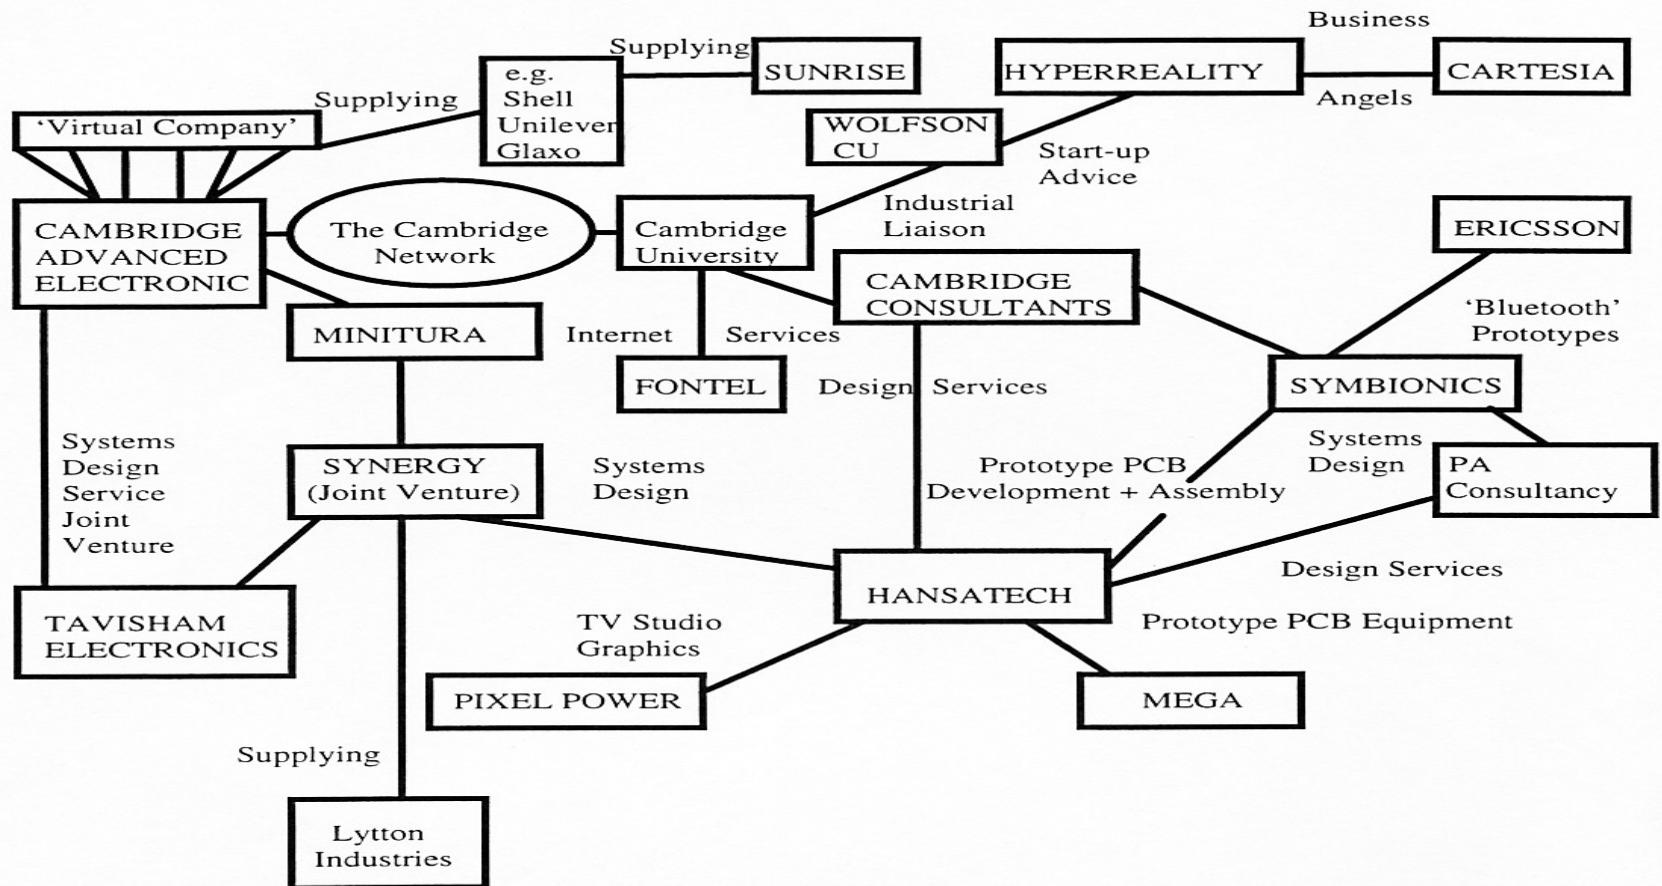 Business
Supplying
e.g.
Shell
Unilever
Glaxo
SUNRISE
HYPERREALITY
CARTESIA
Angels
Supplying
'Virtual Company'
WOLFSON
CU
Start-up
Advice
Industrial
Liaison
CAMBRIDGE
ADVANCED
ELECTRONIC
The Cambridge
Network
Cambridge
University
ERICSSON
CAMBRIDGE
CONSULTANTS
'Bluetooth'
Prototypes
MINITURA
Internet Services
FONTEL
Design Services
SYMBIONICS
Systems
Design
Service
Joint
Venture
SYNERGY
(Joint Venture)
Systems
Design
Prototype PCB
Development + Assembly
Systems
Design
PA
Consultancy
HANSATECH
Design Services
TAVISHAM
ELECTRONICS
TV Studio
Graphics
Prototype PCB Equipment
PIXEL POWER
MEGA
Supplying
Lytton
Industries